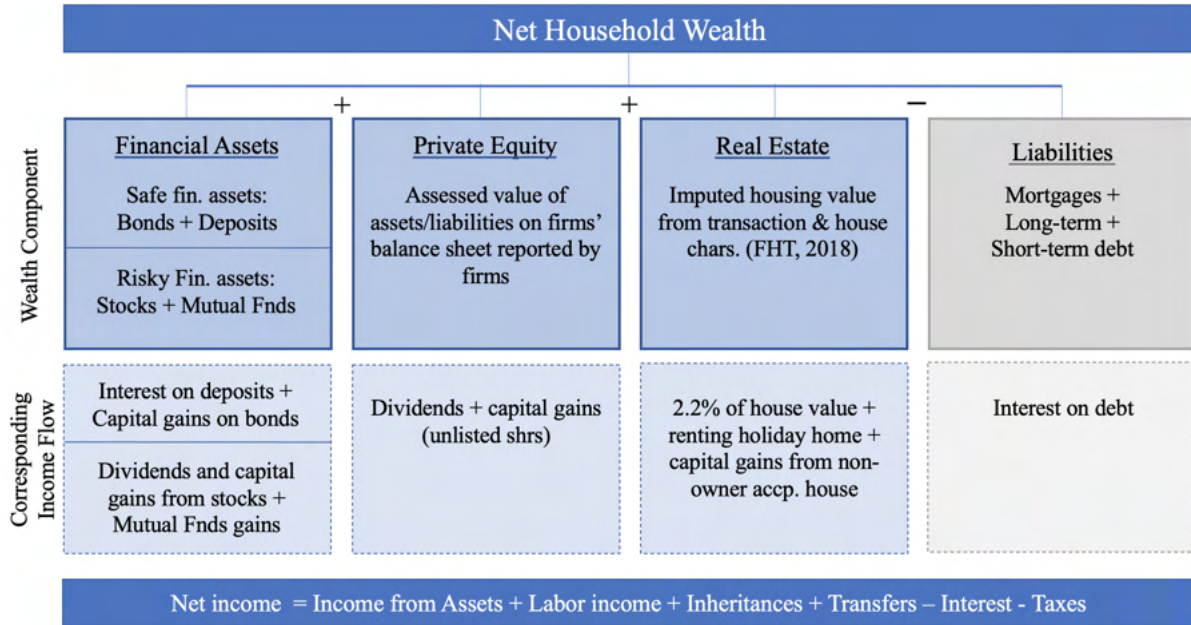 Net Household Wealth
+
+
−
Wealth Component
Financial Assets
Safe fin. assets:
Bonds + Deposits
Risky Fin. assets:
Stocks + Mutual Fnds
Private Equity
Assessed value of
assets/liabilities on firms'
balance sheet reported by
firms
Real Estate
Imputed housing value
from transaction & house
chars. (FHT, 2018)
Liabilities
Mortgages +
Long-term +
Short-term debt
Corresponding
Income Flow
Interest on deposits +
Capital gains on bonds
Dividends and capital
gains from stocks +
Mutual Fnds gains
Dividends + capital gains
(unlisted shrs)
2.2% of house value +
renting holiday home +
capital gains from non-
owner accp. house
Interest on debt
Net income = Income from Assets + Labor income + Inheritances + Transfers – Interest - Taxes